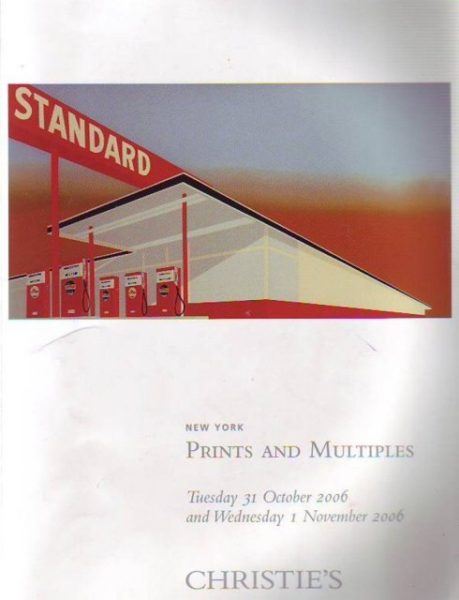 STANDARD
NEW YORK
PRINTS AND MULTIPLES
Tuesday 31 October 2006
and Wednesday 1 November 2006
CHRISTIE'S